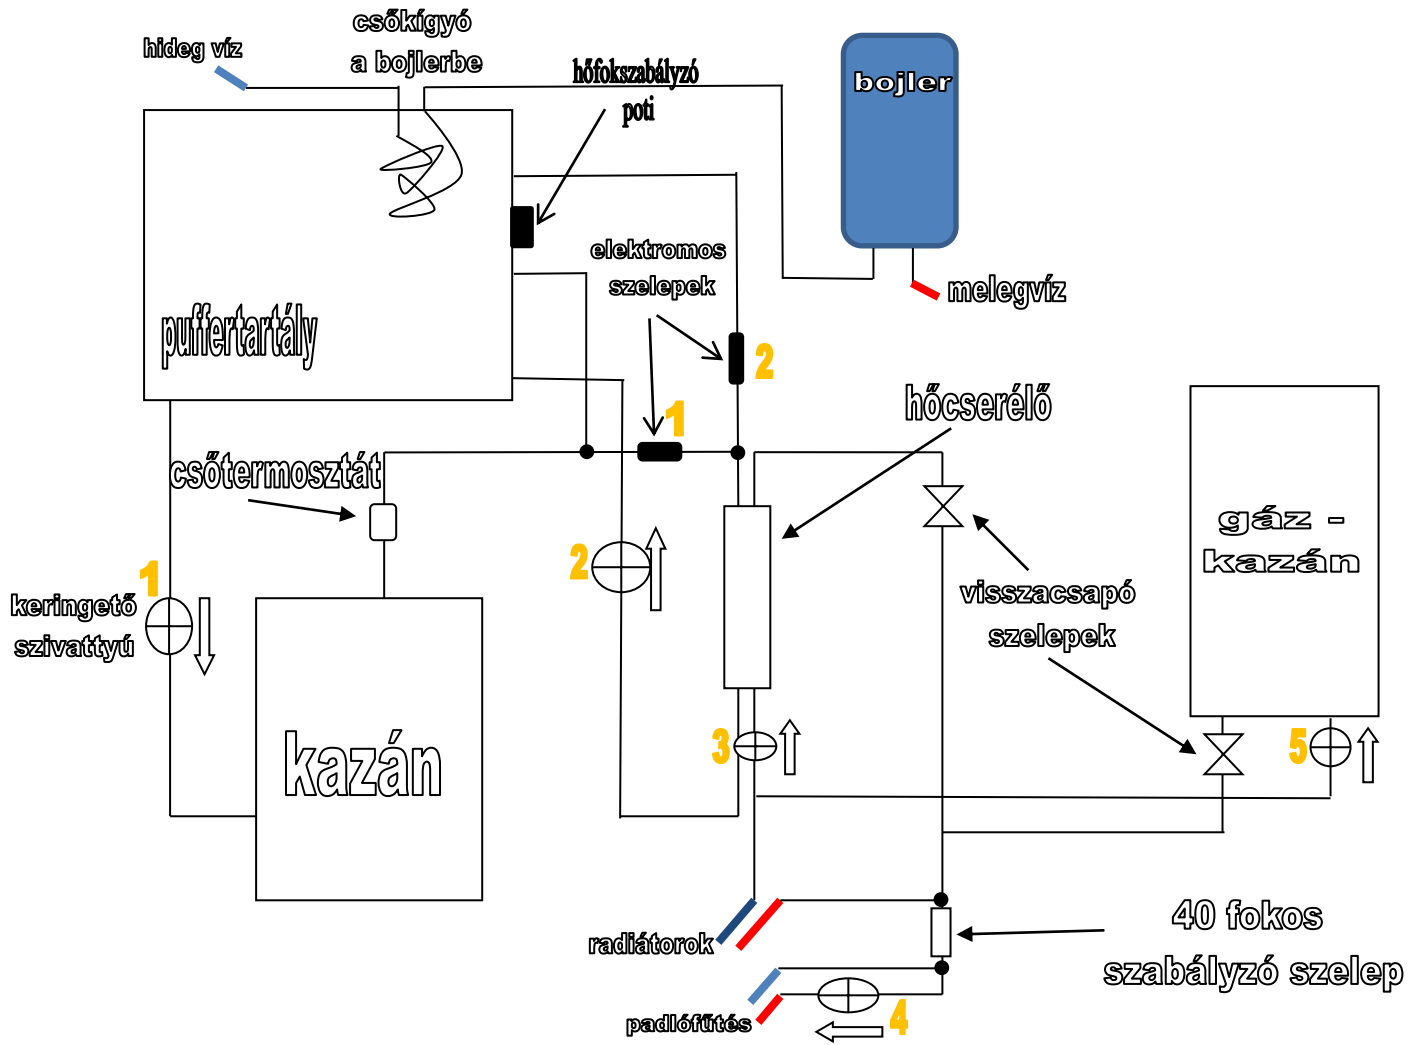 csőkígyó
a bojlerbe
hideg víz
hőfokszabályzó
poti
bojler
elektromos
szelepek
melegvíz
puffertartály
2
1
hőcserélő
csőtermosztát
gáz -
kazán
1
2
keringető
szivattyú
visszacsapó
szelepek
kazán
3
5
40 fokos
szabályzó szelep
radiátorok
padlófűtés
4